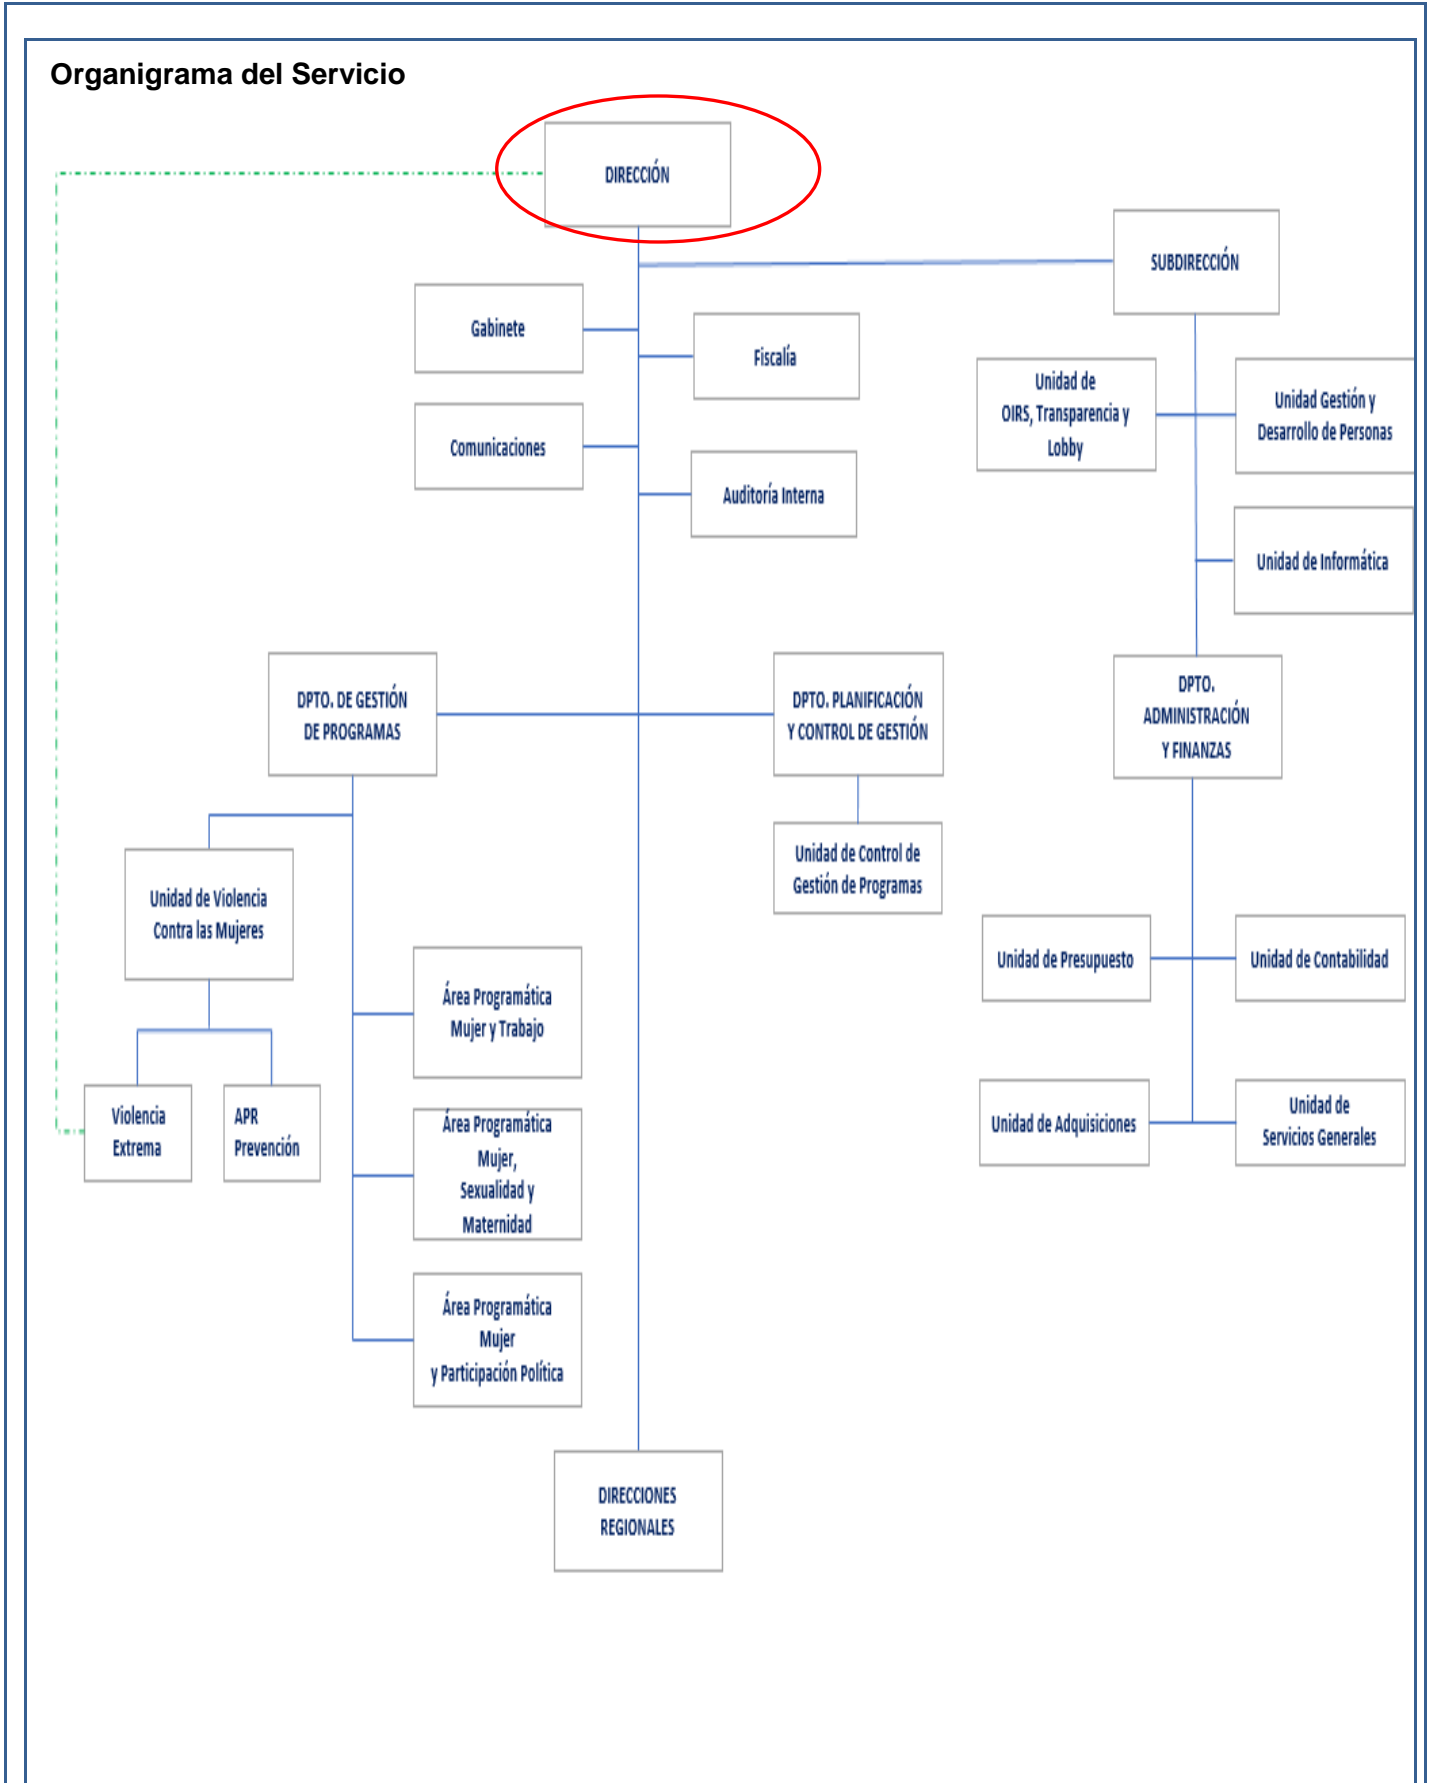 Organigrama del Servicio
DIRECCIÓN
SUBDIRECCIÓN
Gabinete
Fiscalía
Unidad de
OIRS, Transparencia y
Lobby
Unidad Gestión y
Desarrollo de Personas
Comunicaciones
Auditoría Interna
Unidad de Informática
DPTO. DE GESTIÓN
DE PROGRAMAS
DPTO. PLANIFICACIÓN
Y CONTROL DE GESTIÓN
DPTO.
ADMINISTRACIÓN
Y FINANZAS
Unidad de Control de
Gestión de Programas
Unidad de Violencia
Contra las Mujeres
Unidad de Presupuesto
Unidad de Contabilidad
Área Programática
Mujer y Trabajo
Violencia
Extrema
APR
Prevención
Área Programática
Mujer,
Sexualidad y
Maternidad
Unidad de Adquisiciones
Unidad de
Servicios Generales
Área Programática
Mujer
y Participación Política
DIRECCIONES
REGIONALES